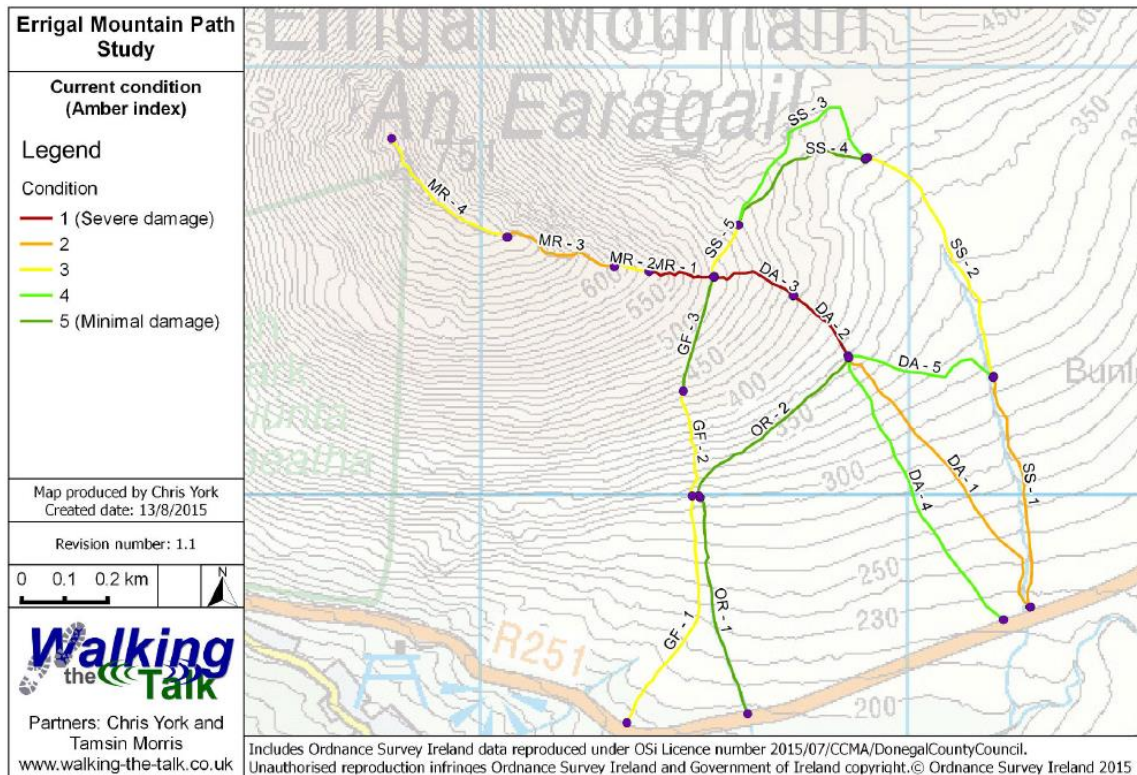 Errigal Mountain Path
Study
Current condition
(Amber index)
Legend
Condition
1 (Severe damage)
2
3
4
5 (Minimal damage)
Map produced by Chris York
Created date: 13/8/2015
Revision number: 1.1
0 0.1 0.2 km
N
Walking
the
Talk
Partners: Chris York and
Tamsin Morris
www.walking-the-talk.co.uk
Errigal Mountain
An Earagail
751
450
500
450
400
350
600
SS - 3
SS - 4
MR - 4
SS - 5
MR - 3
MR - 2
MR - 1
DA - 3
SS - 2
600
550
500
DA - 2
GF - 3
450
DA - 5
400
OR - 2
350
GF - 2
DA - 1
SS - 1
300
DA - 4
250
230
GF - 1
OR - 1
R251
200
Includes Ordnance Survey Ireland data reproduced under OSi Licence number 2015/07/CCMA/DonegalCountyCouncil.
Unauthorised reproduction infringes Ordnance Survey Ireland and Government of Ireland copyright.© Ordnance Survey Ireland 2015